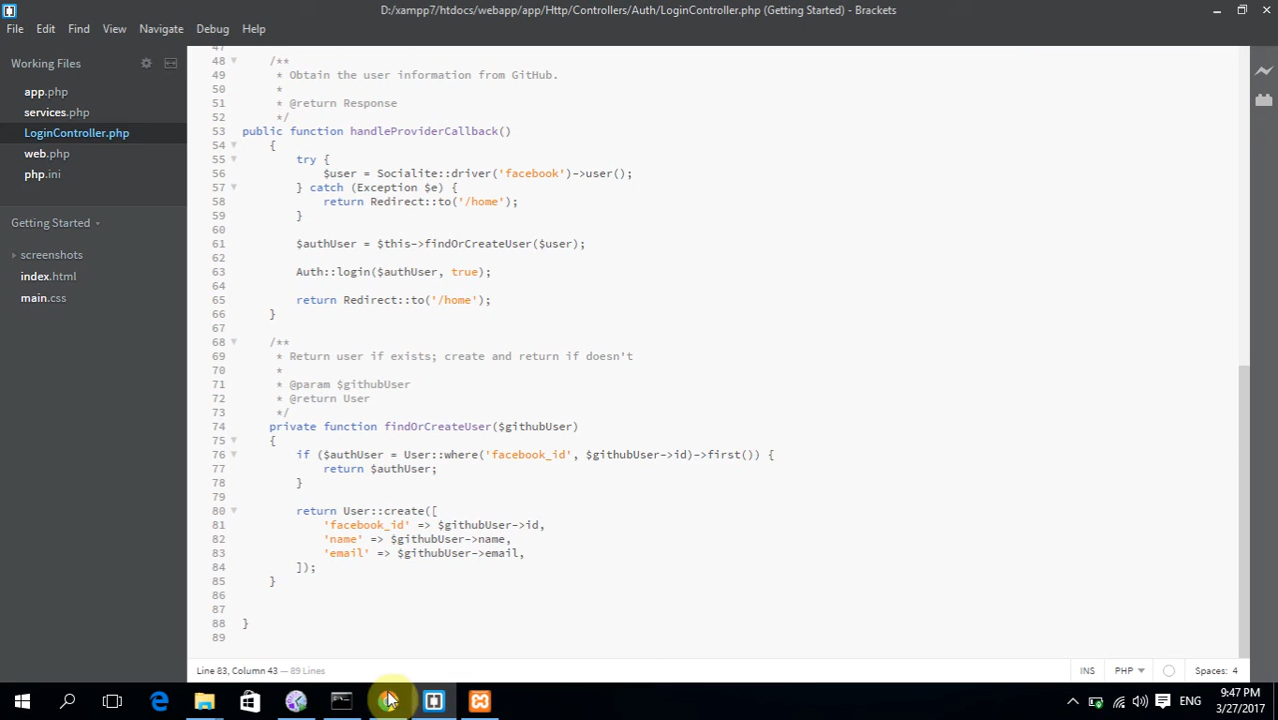 D:/xampp7/htdocs/webapp/app/Http/Controllers/Auth/LoginController.php (Getting Started) - Brackets
File Edit Find View Navigate Debug Help
Working Files
app.php
services.php
LoginController.php
web.php
php.ini
Getting Started
screenshots
index.html
main.css
47
48 /**
49 * Obtain the user information from GitHub.
50 *
51 * @return Response
52 */
53 public function handleProviderCallback()
54 {
55 try {
56 $user = Socialite::driver('facebook')->user();
57 } catch (Exception $e) {
58 return Redirect::to('/home');
59 }
60
61 $authUser = $this->findOrCreateUser($user);
62
63 Auth::login($authUser, true);
64
65 return Redirect::to('/home');
66 }
67
68 /**
69 * Return user if exists; create and return if doesn't
70 *
71 * @param $githubUser
72 * @return User
73 */
74 private function findOrCreateUser($githubUser)
75 {
76 if ($authUser = User::where('facebook_id', $githubUser->id)->first()) {
77 return $authUser;
78 }
79
80 return User::create([
81 'facebook_id' => $githubUser->id,
82 'name' => $githubUser->name,
83 'email' => $githubUser->email,
84 ]);
85 }
86
87
88 }
89
Line 83, Column 43 — 89 Lines
INS PHP Spaces: 4
ENG
9:47 PM
3/27/2017